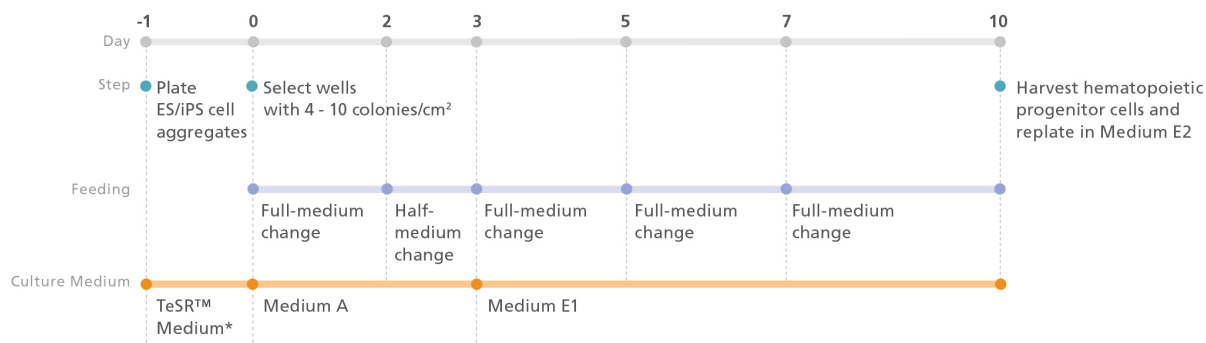 -1 0 2 3 5 7 10
Day
Step
Plate
ES/iPS cell
aggregates
Select wells
with 4 - 10 colonies/cm²
Harvest hematopoietic
progenitor cells and
replate in Medium E2
Feeding
Full-medium
change
Half-
medium
change
Full-medium
change
Full-medium
change
Full-medium
change
Culture Medium
TeSR™
Medium*
Medium A
Medium E1